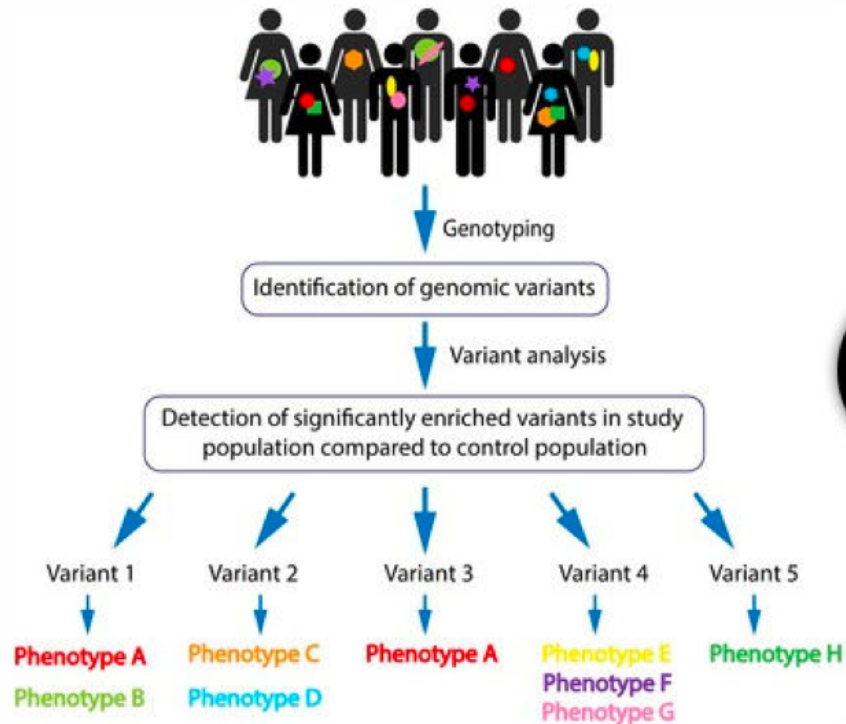 Genotyping
Identification of genomic variants
Variant analysis
Detection of significantly enriched variants in study
population compared to control population
Variant 1
Variant 2
Variant 3
Variant 4
Variant 5
Phenotype A
Phenotype B
Phenotype C
Phenotype D
Phenotype A
Phenotype E
Phenotype F
Phenotype G
Phenotype H